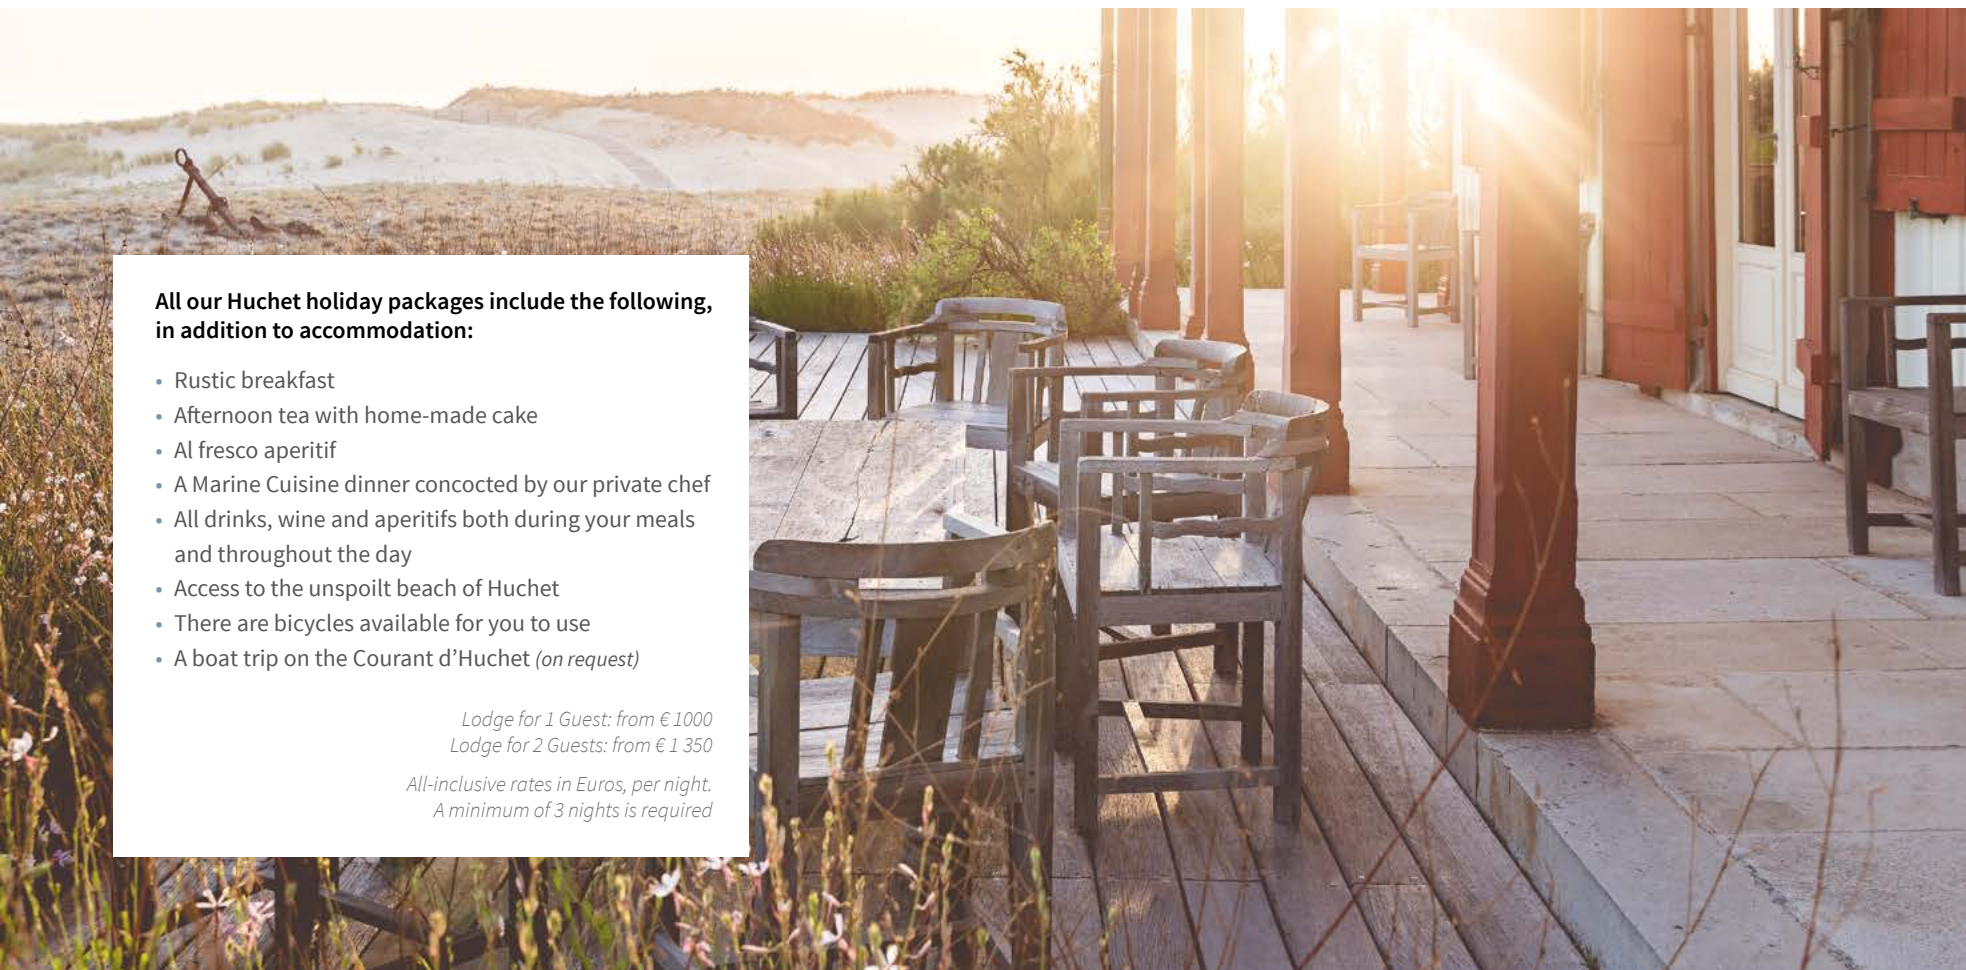 All our Huchet holiday packages include the following,
in addition to accommodation:
• Rustic breakfast
• Afternoon tea with home-made cake
• Al fresco aperitif
• A Marine Cuisine dinner concocted by our private chef
• All drinks, wine and aperitifs both during your meals
and throughout the day
• Access to the unspoilt beach of Huchet
• There are bicycles available for you to use
• A boat trip on the Courant d’Huchet (on request)
Lodge for 1 Guest: from € 1000
Lodge for 2 Guests: from € 1 350
All-inclusive rates in Euros, per night.
A minimum of 3 nights is required